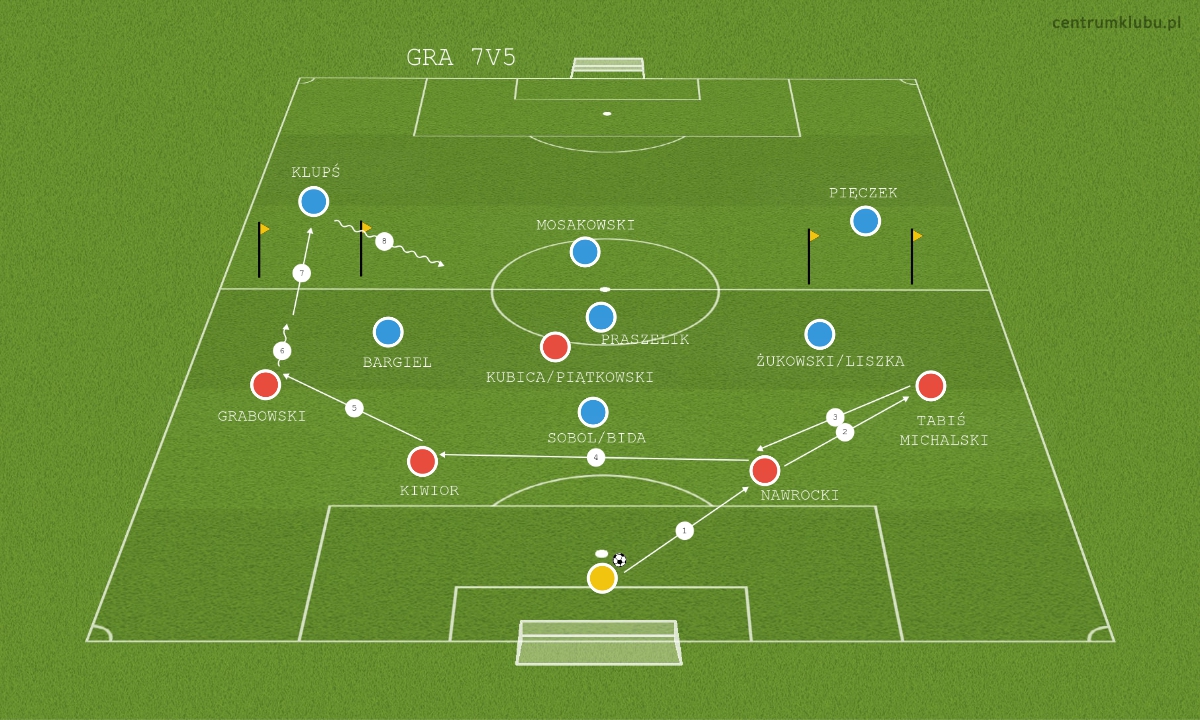 centrumklubu.pl
GRA 7V5
KLUPŚ
PIĘCZEK
MOSAKOWSKI
8
7
PRASZELIK
6
BARGIEL
ŻUKOWSKI/LISZKA
KUBICA/PIĄTKOWSKI
5
GRABOWSKI
3
TABIŚ
MICHALSKI
2
SOBOL/BIDA
4
KIWIOR
NAWROCKI
1